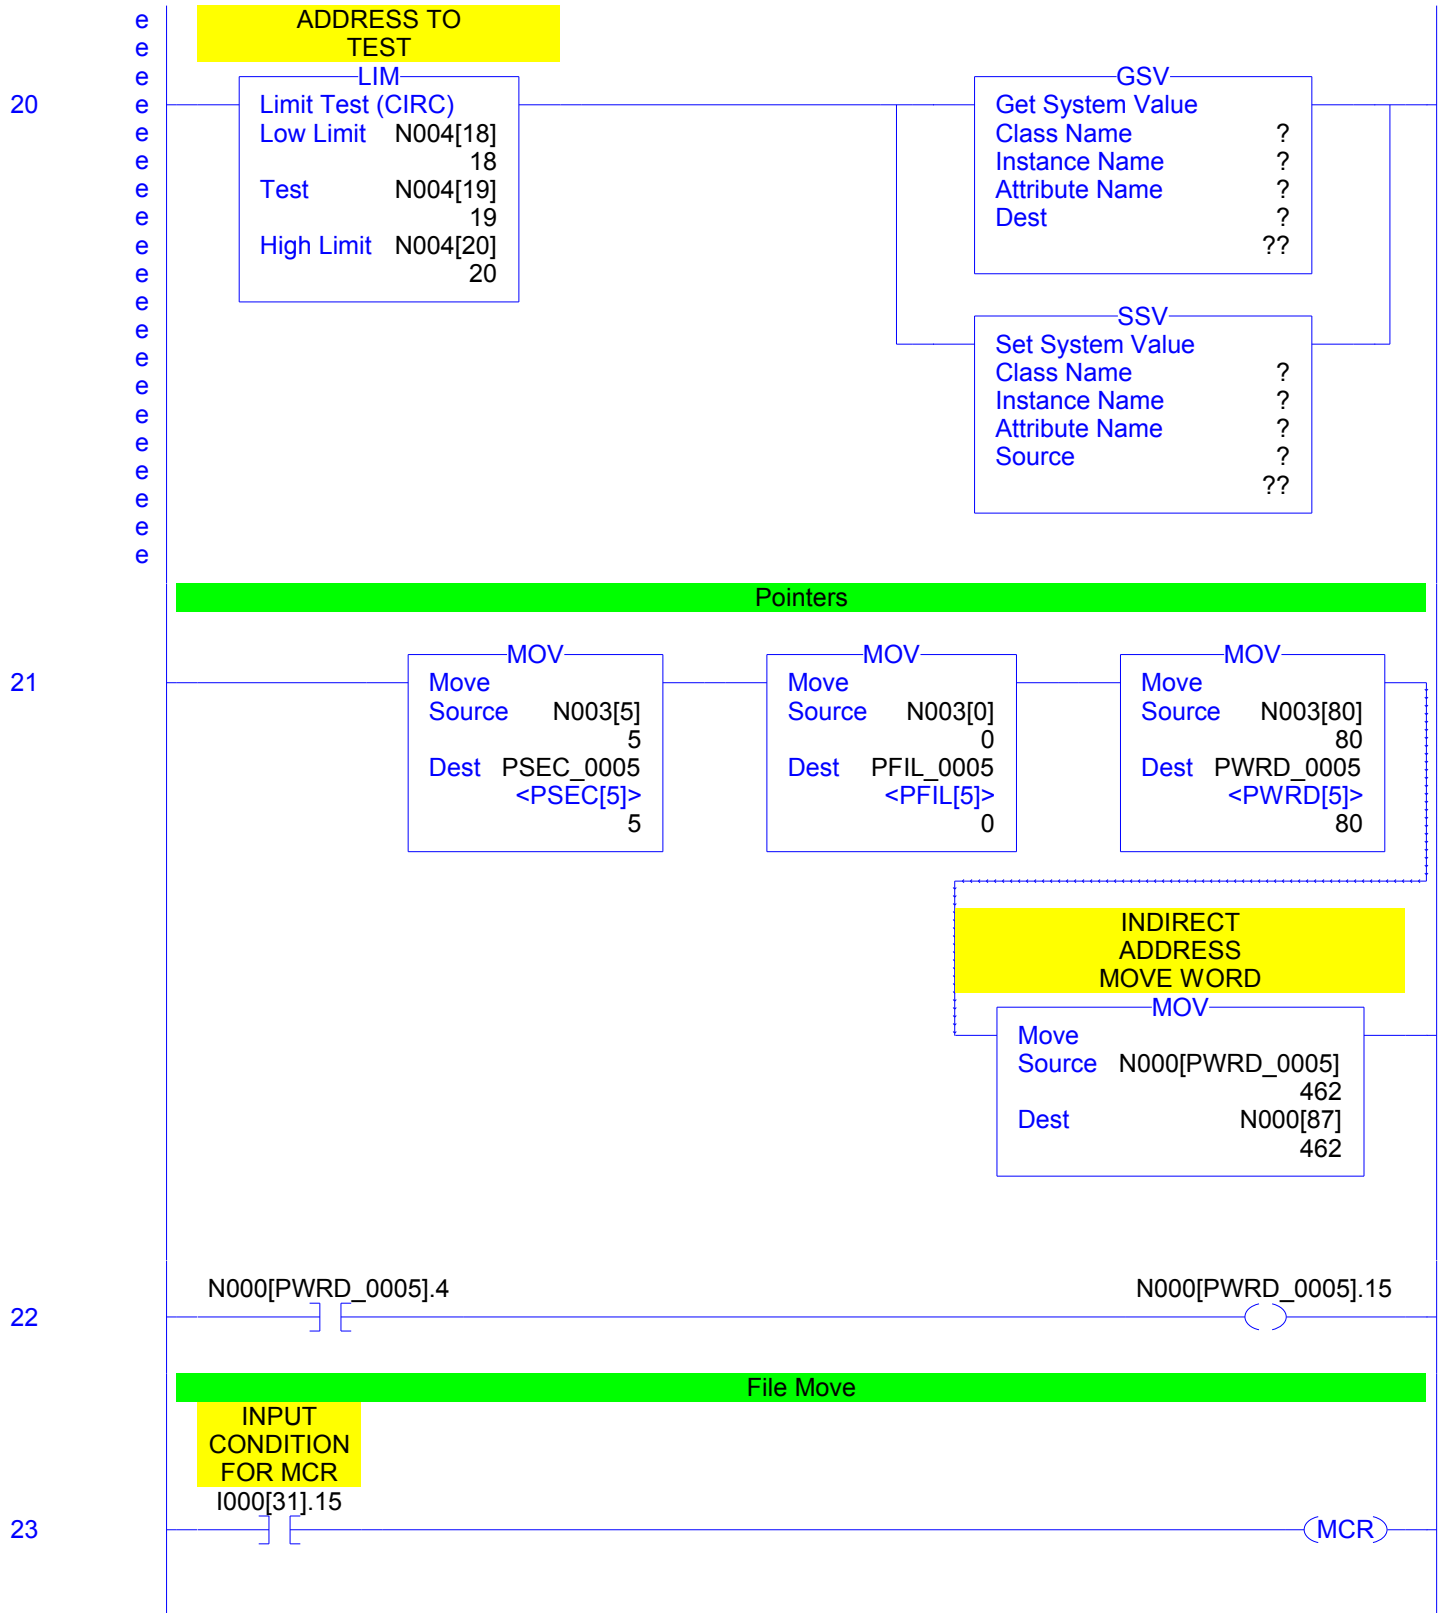 e
ADDRESS TO
e
TEST
e
LIM
GSV
20
e
Limit Test (CIRC)
Get System Value
e
Low Limit N004[18]
Class Name ?
e
18
Instance Name ?
e
Test N004[19]
Attribute Name ?
e
19
Dest ?
e
High Limit N004[20]
??
e
20
e
e
SSV
e
Set System Value
e
Class Name ?
e
Instance Name ?
e
Attribute Name ?
e
Source ?
e
??
e
e
Pointers
MOV
MOV
MOV
21
Move
Move
Move
Source N003[5]
Source N003[0]
Source N003[80]
5
0
80
Dest PSEC_0005
Dest PFIL_0005
Dest PWRD_0005
<PSEC[5]>
<PFIL[5]>
<PWRD[5]>
5
0
80
INDIRECT
ADDRESS
MOVE WORD
MOV
Move
Source N000[PWRD_0005]
462
Dest N000[87]
462
N000[PWRD_0005].4
N000[PWRD_0005].15
22
File Move
INPUT
CONDITION
FOR MCR
I000[31].15
23
MCR